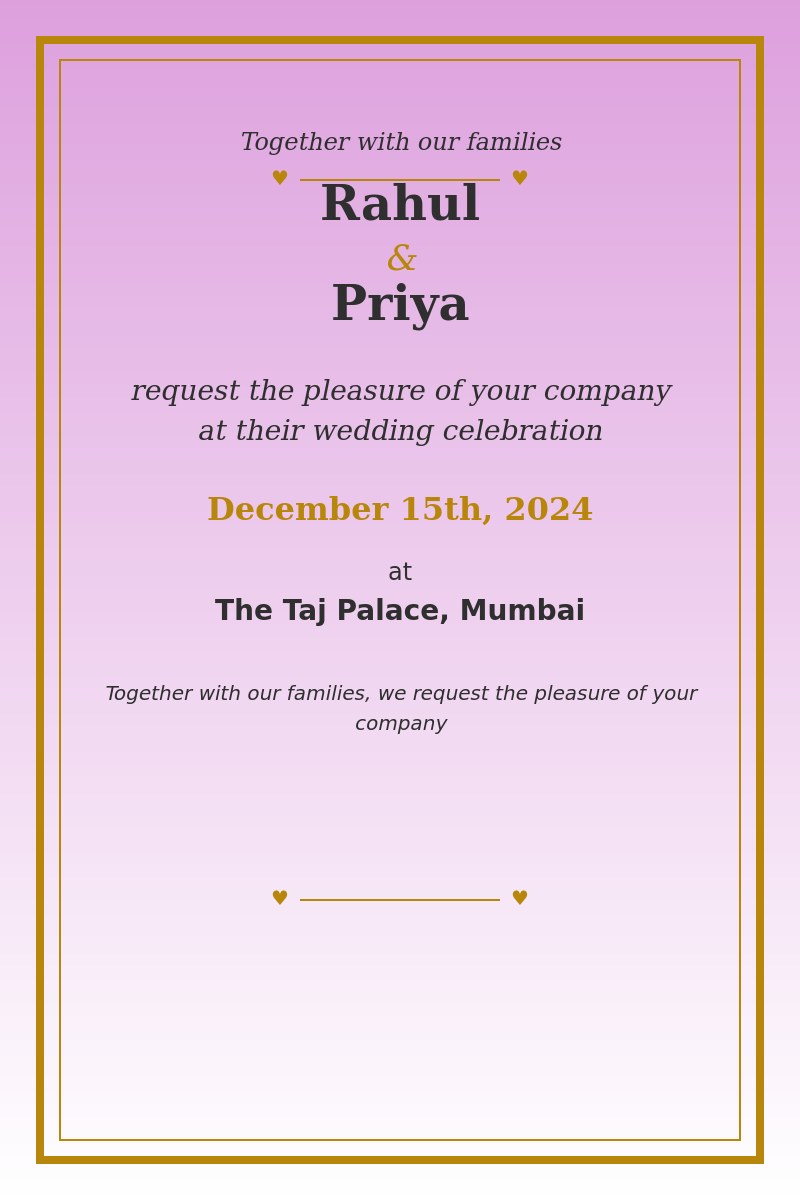 Together with our families
♥ ♥
Rahul
&
Priya
request the pleasure of your company
at their wedding celebration
December 15th, 2024
at
The Taj Palace, Mumbai
Together with our families, we request the pleasure of your
company
♥ ♥